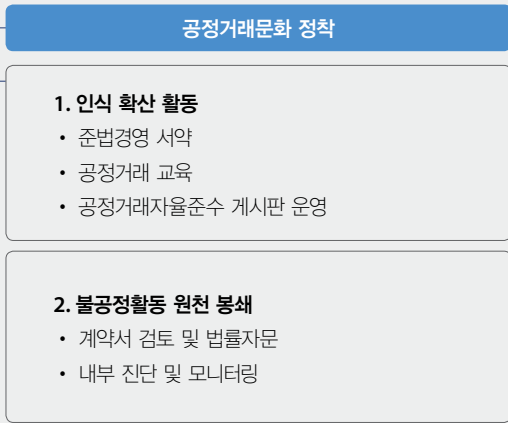 공정거래문화 정착
1. 인식 확산 활동
• 준법경영 서약
• 공정거래 교육
• 공정거래자율준수 게시판 운영
2. 불공정활동 원천 봉쇄
• 계약서 검토 및 법률자문
• 내부 진단 및 모니터링